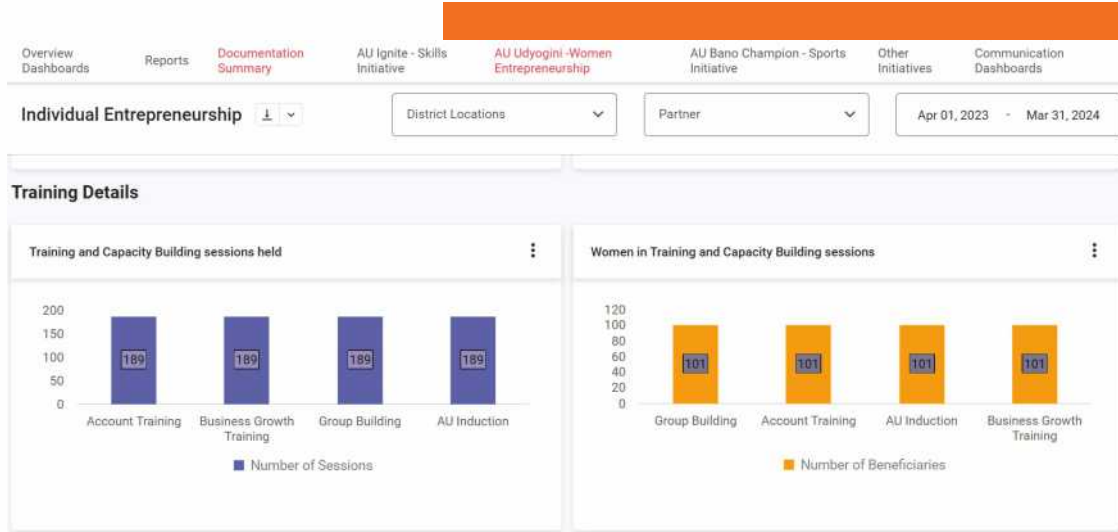 Overview Dashboards
Reports
Documentation Summary
AU Ignite - Skills Initiative
AU Udyogini -Women Entrepreneurship
AU Bano Champion - Sports Initiative
Other Initiatives
Communication Dashboards
Individual Entrepreneurship
District Locations
Partner
Apr 01, 2023 - Mar 31, 2024
Training Details
Training and Capacity Building sessions held
200
150
100
50
0
189 189 189 189
Account Training
Business Growth Training
Group Building
AU Induction
Number of Sessions
Women in Training and Capacity Building sessions
120
100
80
60
40
20
0
101 101 101 101
Group Building
Account Training
AU Induction
Business Growth Training
Number of Beneficiaries